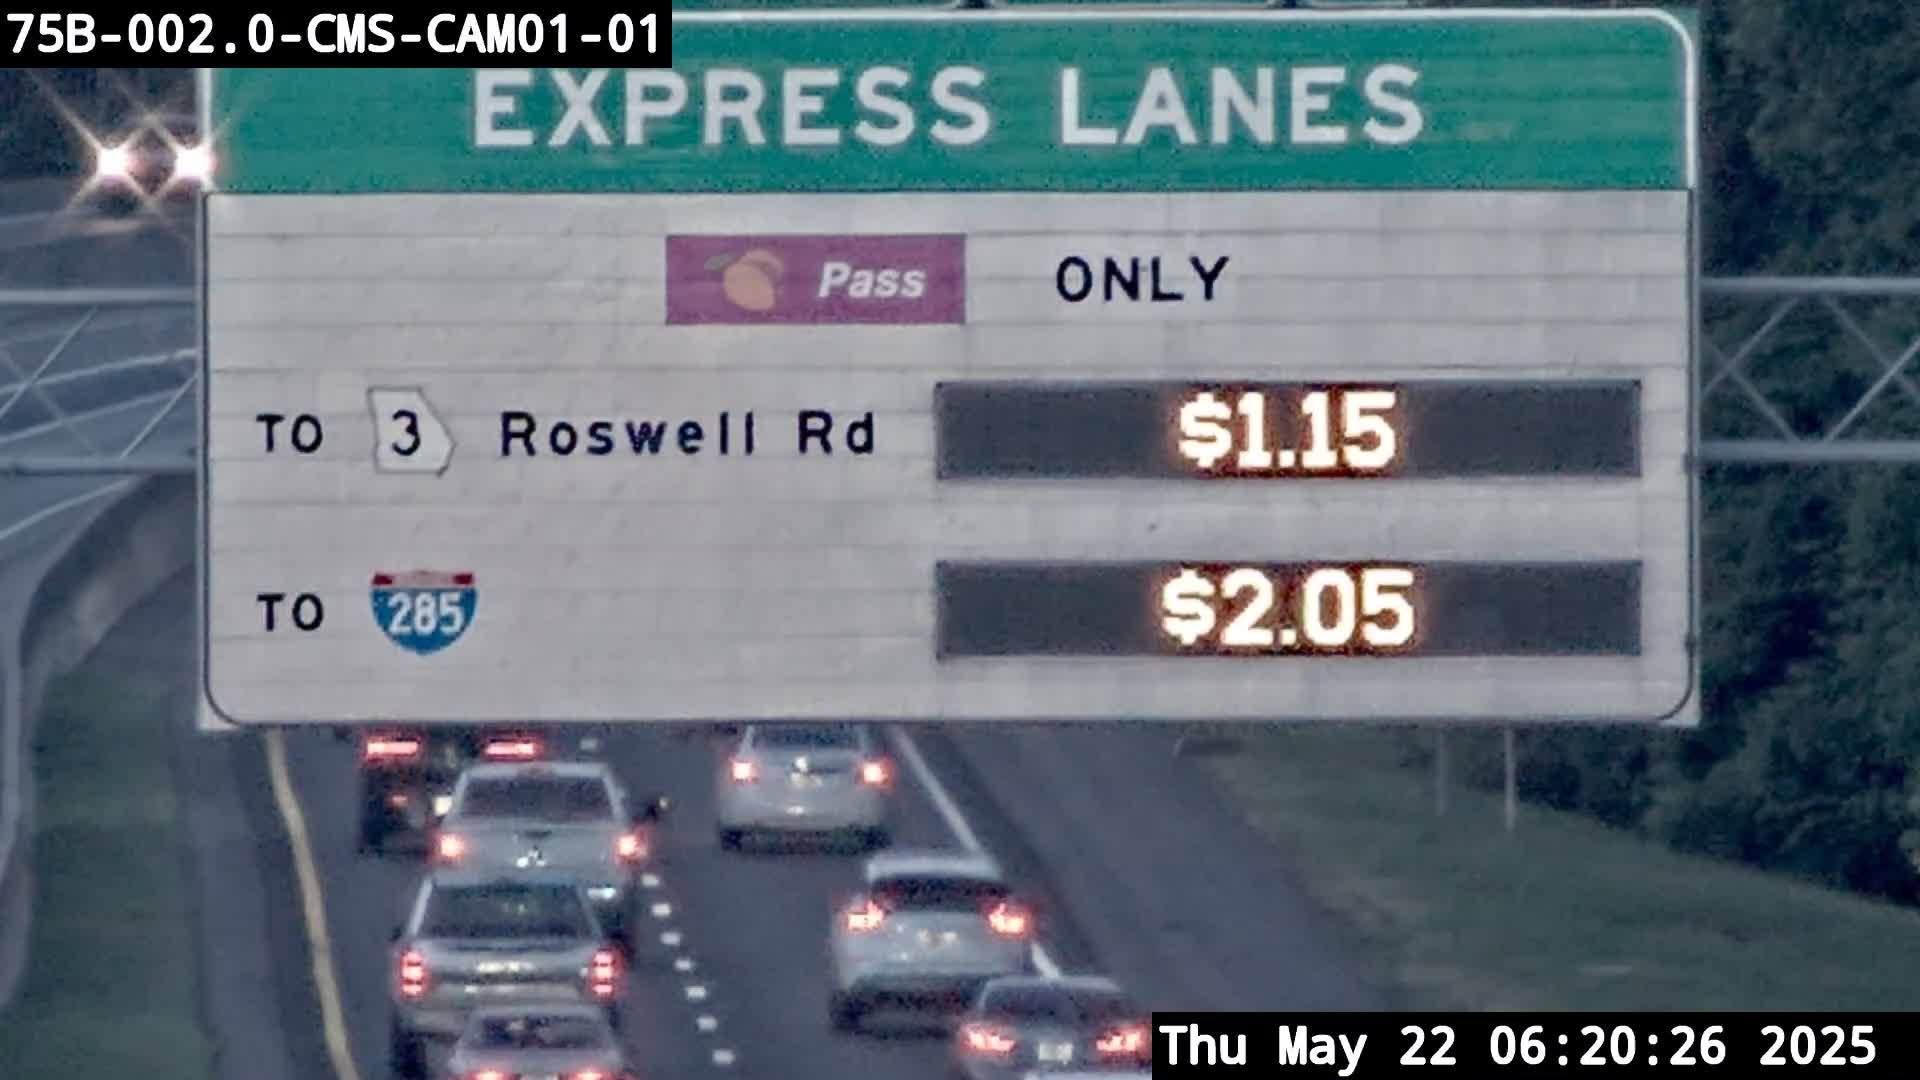 75B-002.0-CMS-CAM01-01
EXPRESS LANES
Pass ONLY
TO 3 Roswell Rd $1.15
TO 285 $2.05
Thu May 22 06:20:26 2025